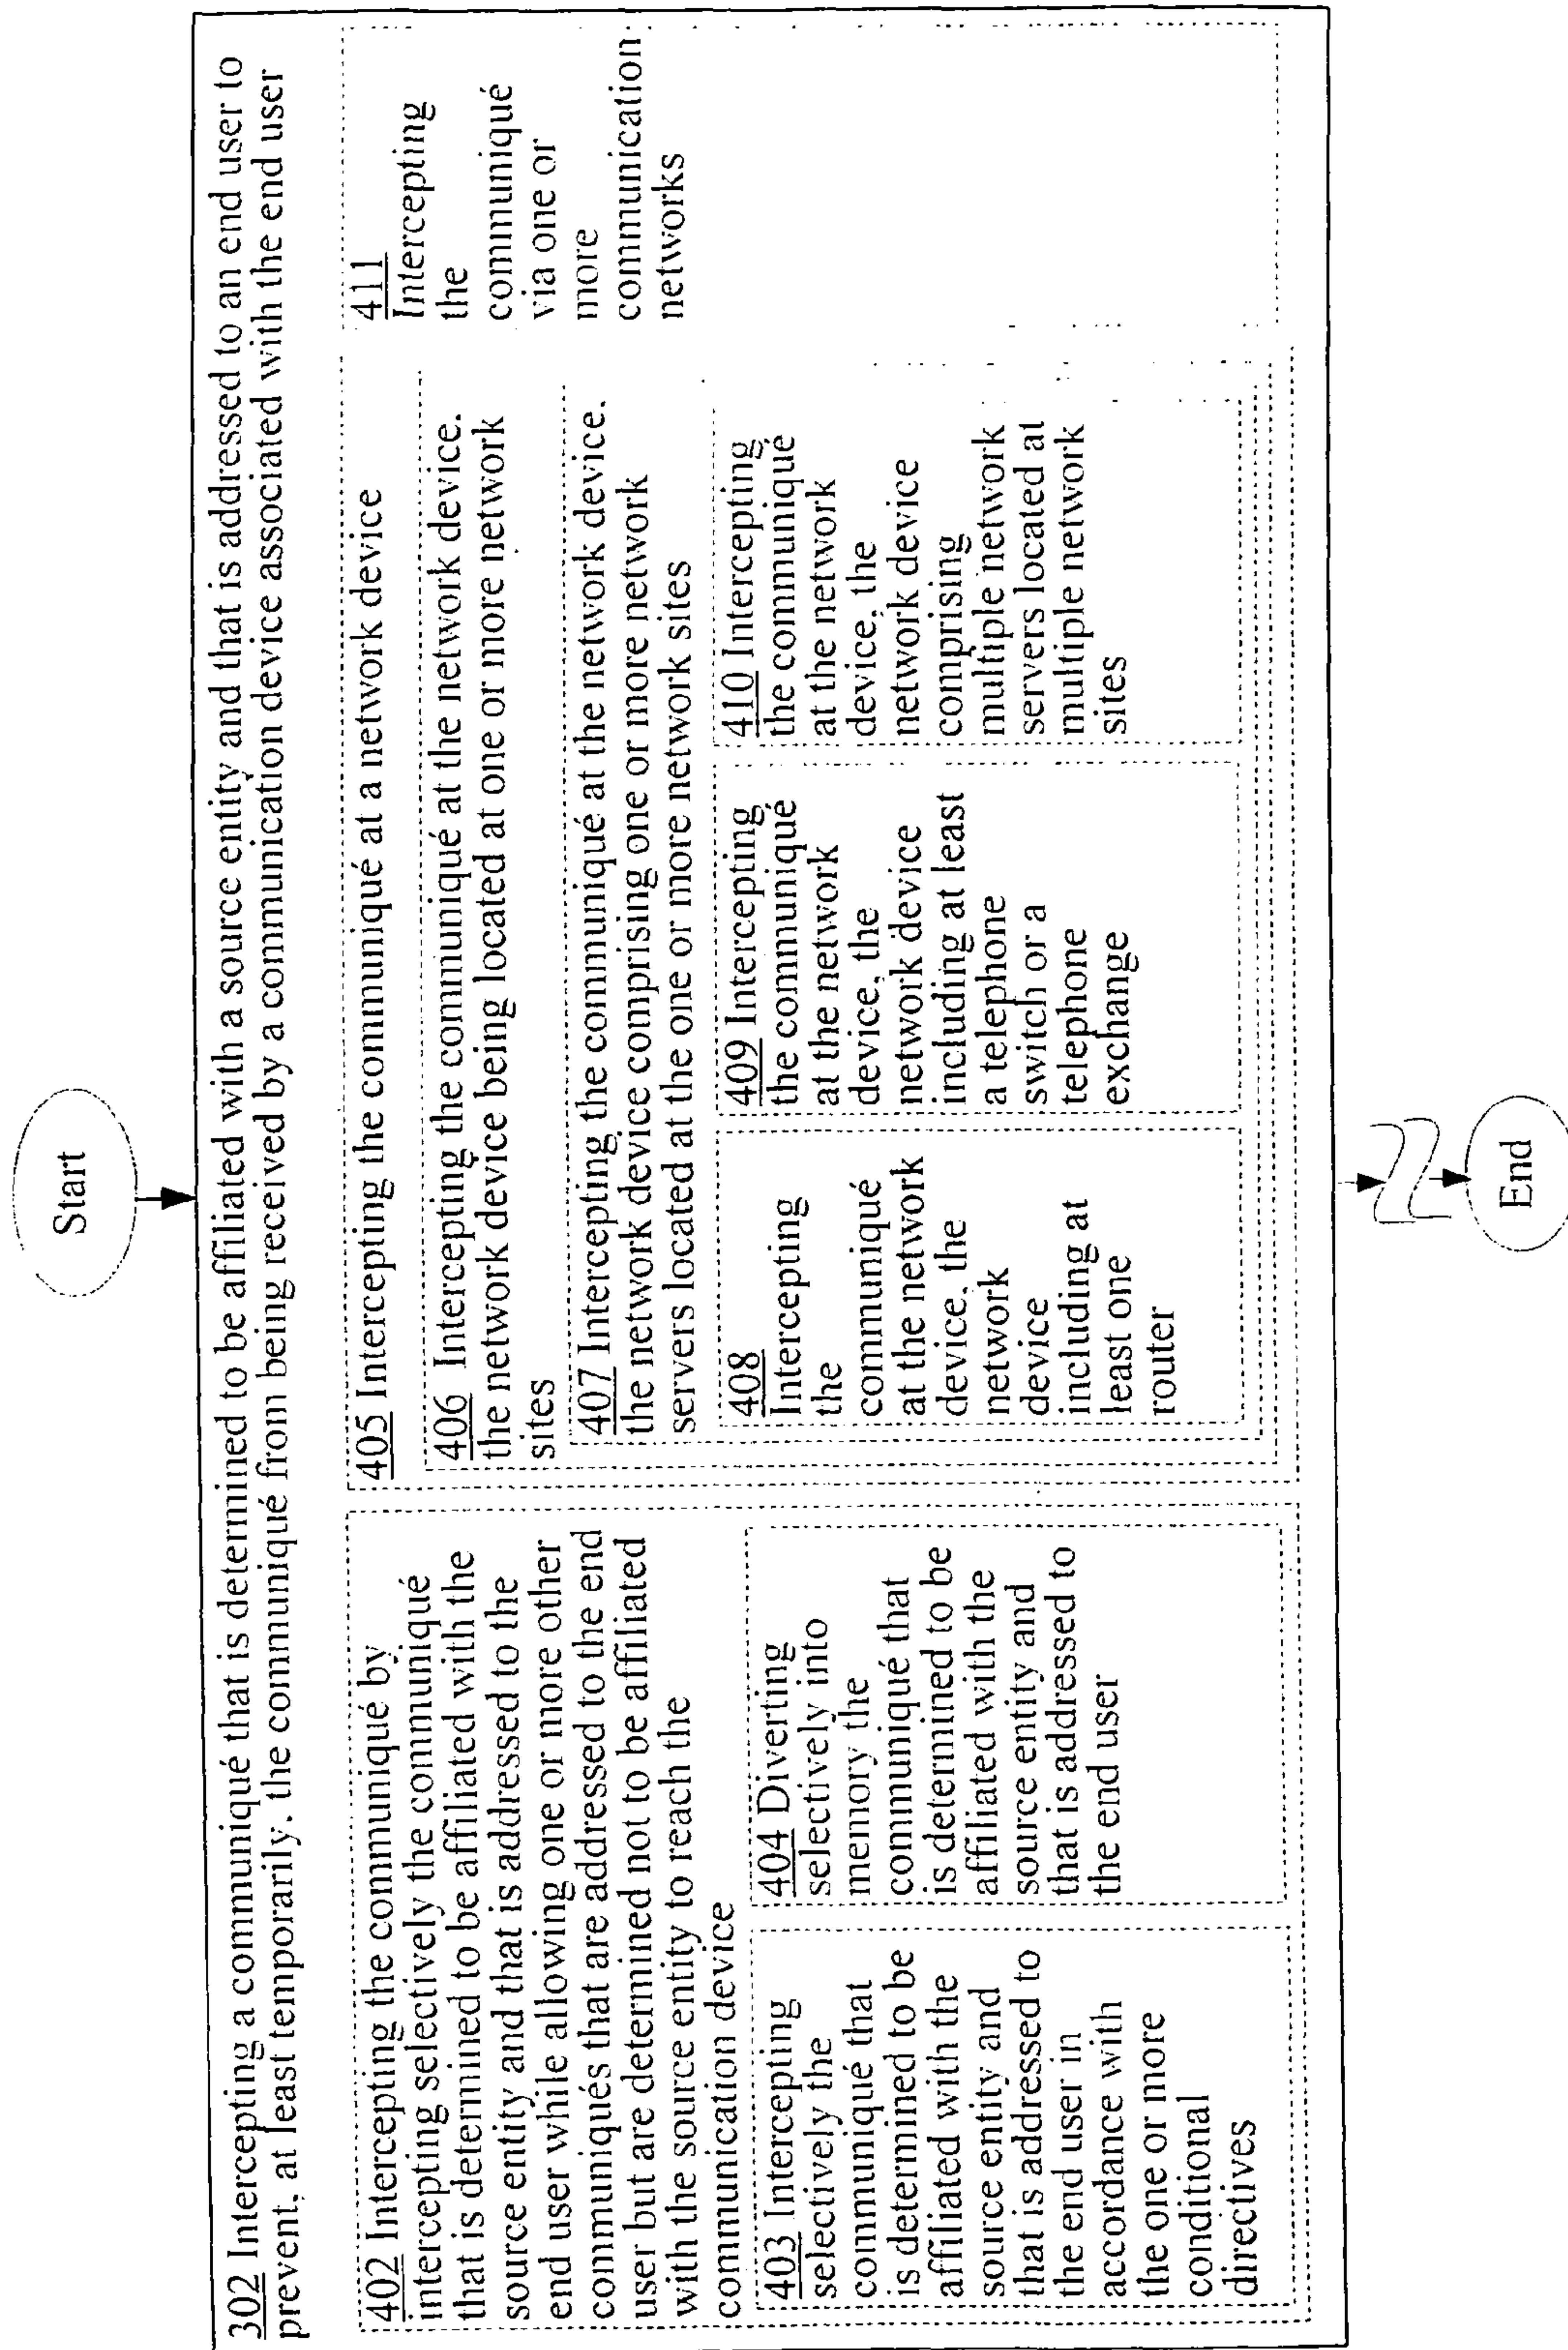 Start
302 Intercepting a communiqué that is determined to be affiliated with a source entity and that is addressed to an end user to
prevent, at least temporarily, the communiqué from being received by a communication device associated with the end user
402 Intercepting the communiqué by
intercepting selectively the communiqué
that is determined to be affiliated with the
source entity and that is addressed to the
end user while allowing one or more other
communiqués that are addressed to the end
user but are determined not to be affiliated
with the source entity to reach the
communication device
403 Intercepting
selectively the
communiqué that
is determined to be
affiliated with the
source entity and
that is addressed to
the end user in
accordance with
the one or more
conditional
directives
404 Diverting
selectively into
memory the
communiqué that
is determined to be
affiliated with the
source entity and
that is addressed to
the end user
405 Intercepting the communiqué at a network device
406 Intercepting the communiqué at the network device.
the network device being located at one or more network
sites
407 Intercepting the communiqué at the network device.
the network device comprising one or more network
servers located at the one or more network sites
408
Intercepting
the
communiqué
at the network
device, the
network
device
including at
least one
router
409 Intercepting
the communiqué
at the network
device, the
network device
including at least
a telephone
switch or a
telephone
exchange
410 Intercepting
the communiqué
at the network
device, the
network device
comprising
multiple network
servers located at
multiple network
sites
411
Intercepting
the
communiqué
via one or
more
communication
networks
End